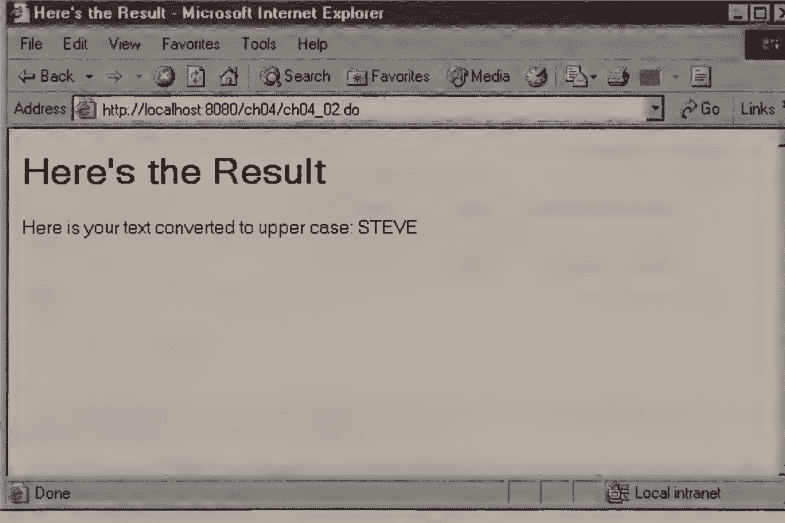 Here's the Result - Microsoft Internet Explorer
File Edit View Favorites Tools Help
Back Search Favorites Media
Address http://localhost:8080/ch04/ch04_02.do Go Links
Here's the Result
Here is your text converted to upper case: STEVE
Done Local intranet